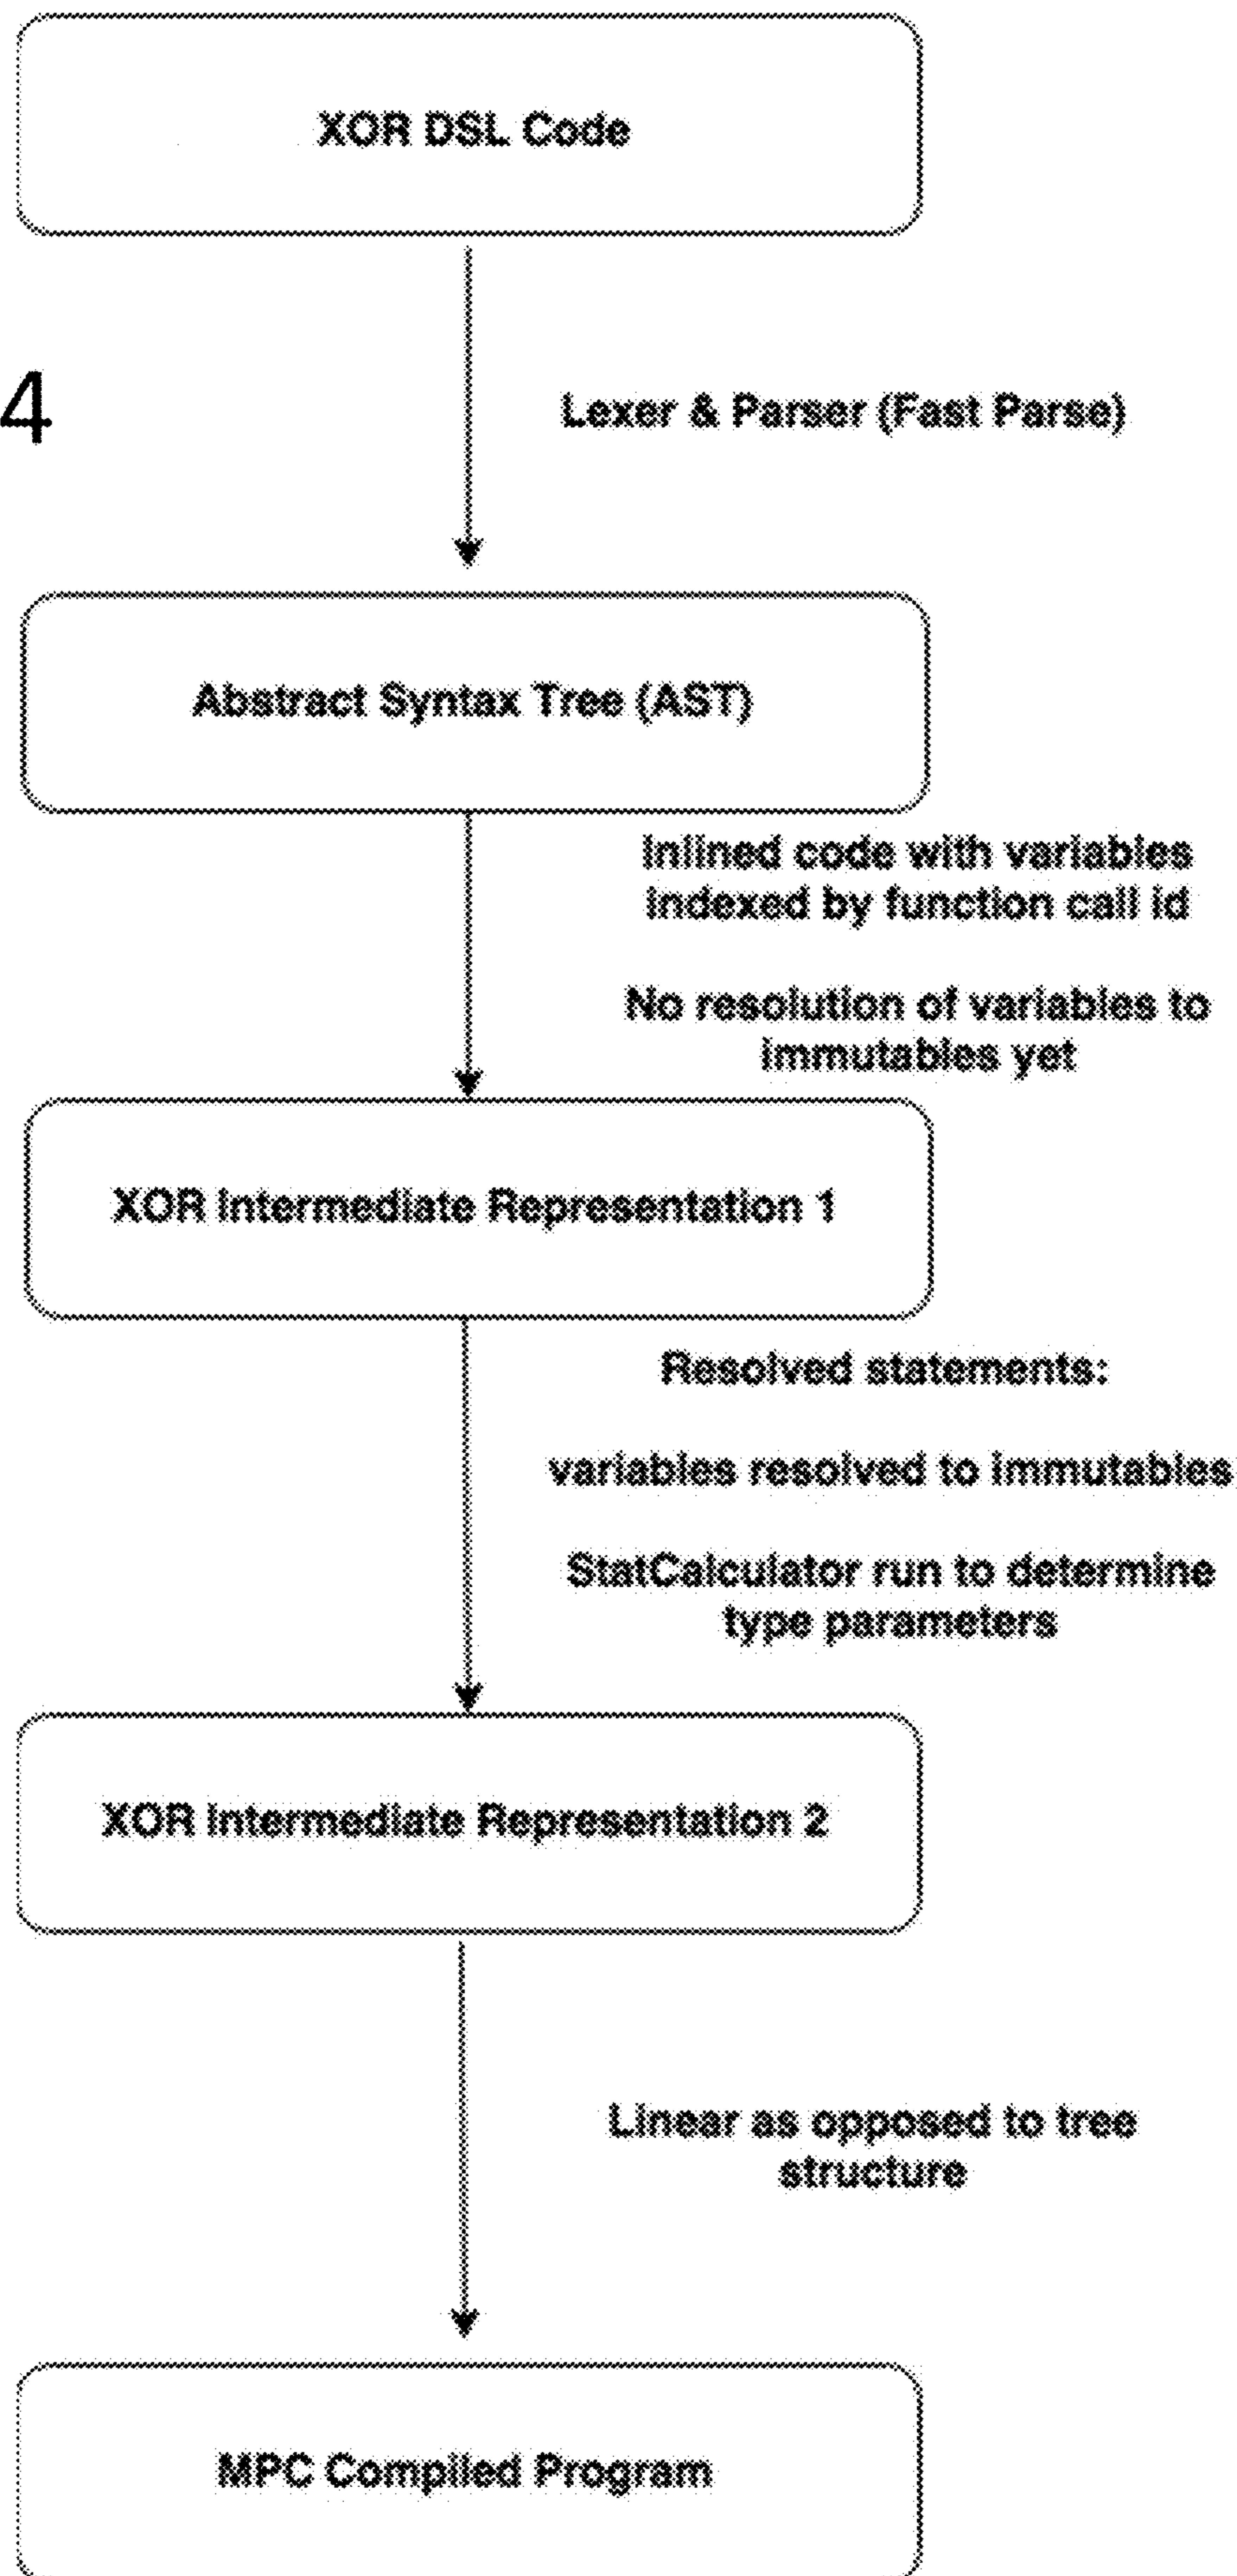 XOR DSL Code
4
Lexer & Parser (Fast Parse)
Abstract Syntax Tree (AST)
Inlined code with variables
indexed by function call id
No resolution of variables to
immutables yet
XOR Intermediate Representation 1
Resolved statements:
variables resolved to immutables
StatCalculator run to determine
type parameters
XOR Intermediate Representation 2
Linear as opposed to tree
structure
MPC Compiled Program